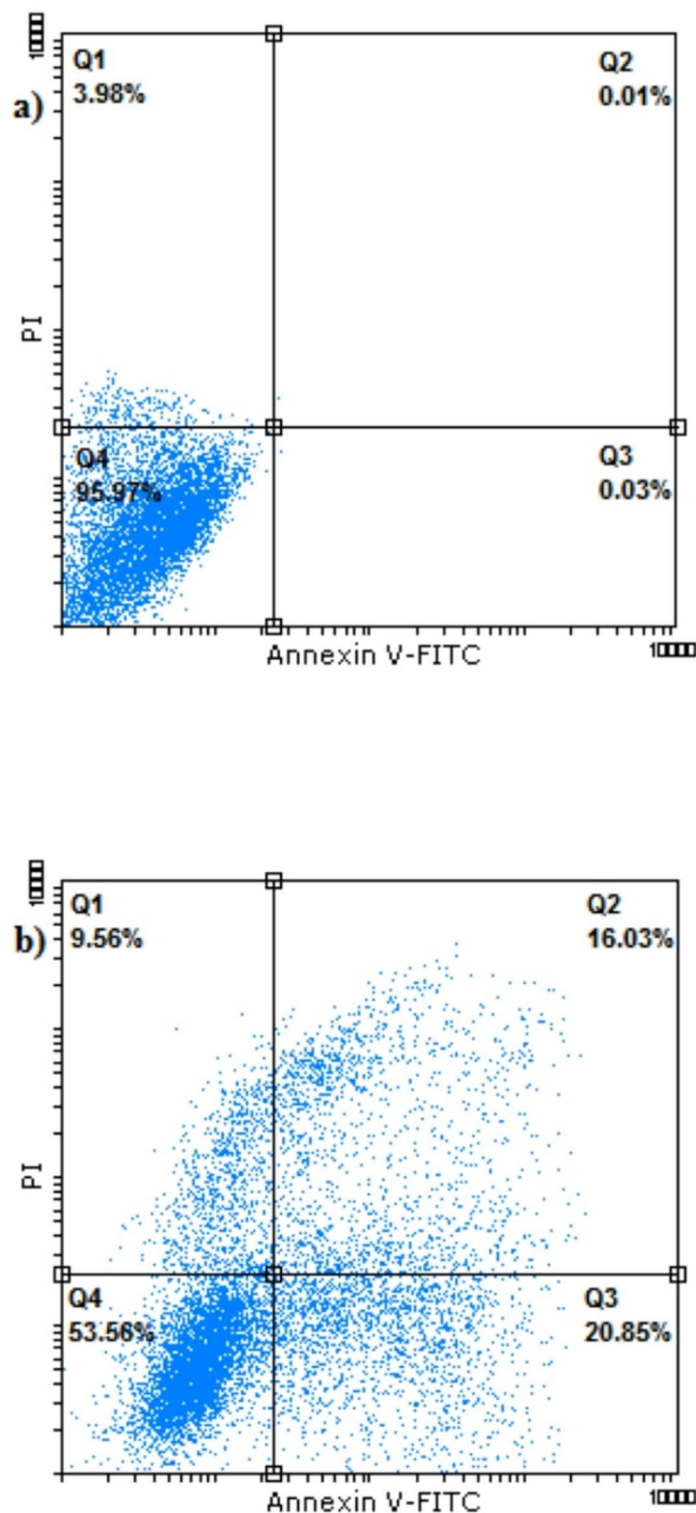 a)
Q1
3.98%
Q2
0.01%
Q4
95.97%
Q3
0.03%
PI
Annexin V-FITC
b)
Q1
9.56%
Q2
16.03%
Q4
53.56%
Q3
20.85%
PI
Annexin V-FITC